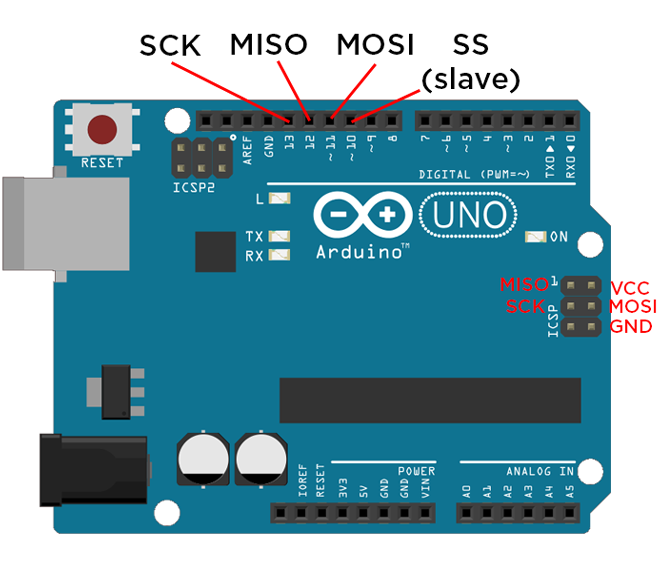 SCK MISO MOSI SS
(slave)
RESET
ICSP2
AREF
GND
13
12
~11
~10
~9
8
7
~6
~5
4
~3
2
TX0▶1
RX0◀0
DIGITAL (PWM=~)
L
TX
RX
Arduino™
UNO
ON
MISO 1 VCC
SCK MOSI
GND
ICSP
POWER
ANALOG IN
IOREF
RESET
3V3
5V
GND
GND
VIN
A0
A1
A2
A3
A4
A5